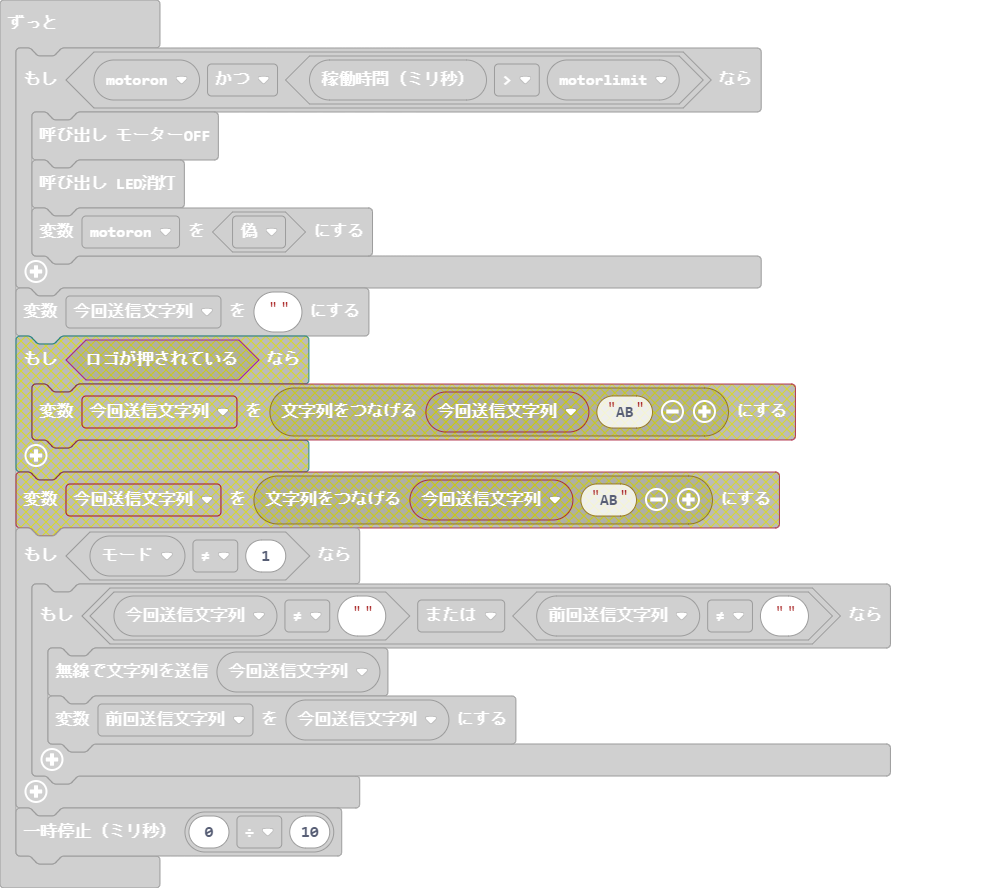 ずっと
もし motoron かつ 稼働時間（ミリ秒） > motorlimit なら
呼び出し モーターOFF
呼び出し LED消灯
変数 motoron を 偽 にする
変数 今回送信文字列 を "" にする
もし ロゴが押されている なら
変数 今回送信文字列 を 文字列をつなげる 今回送信文字列 "AB" にする
変数 今回送信文字列 を 文字列をつなげる 今回送信文字列 "AB" にする
もし モード ≠ 1 なら
もし 今回送信文字列 ≠ "" または 前回送信文字列 ≠ "" なら
無線で文字列を送信 今回送信文字列
変数 前回送信文字列 を 今回送信文字列 にする
一時停止（ミリ秒） 0 ÷ 10